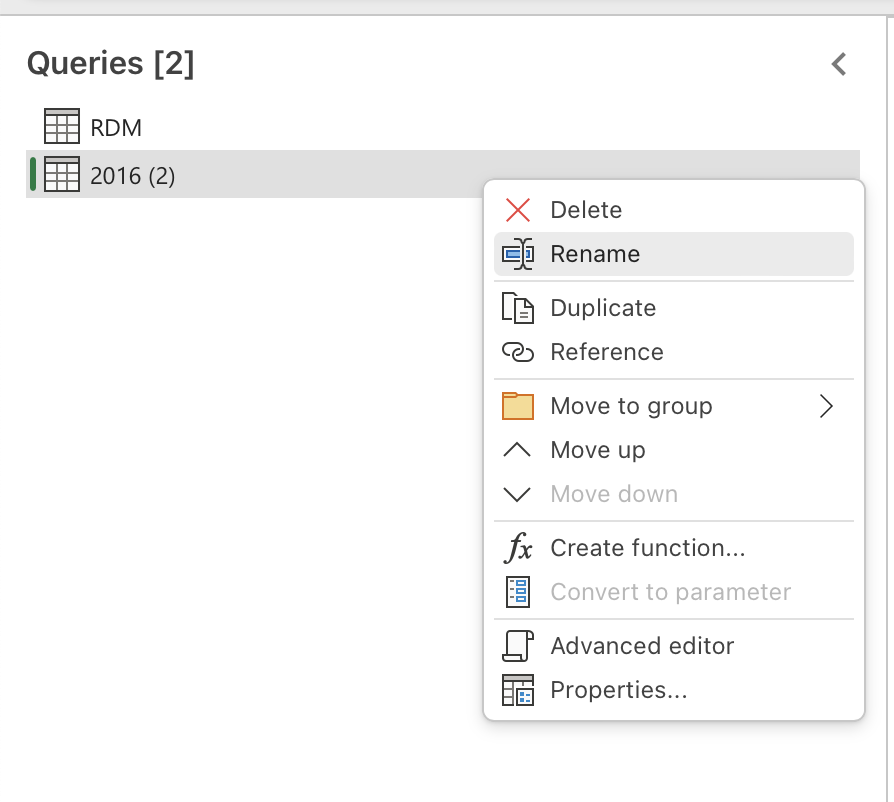 Queries [2]
RDM
2016 (2)
Delete
Rename
Duplicate
Reference
Move to group
Move up
Move down
fx Create function...
Convert to parameter
Advanced editor
Properties...